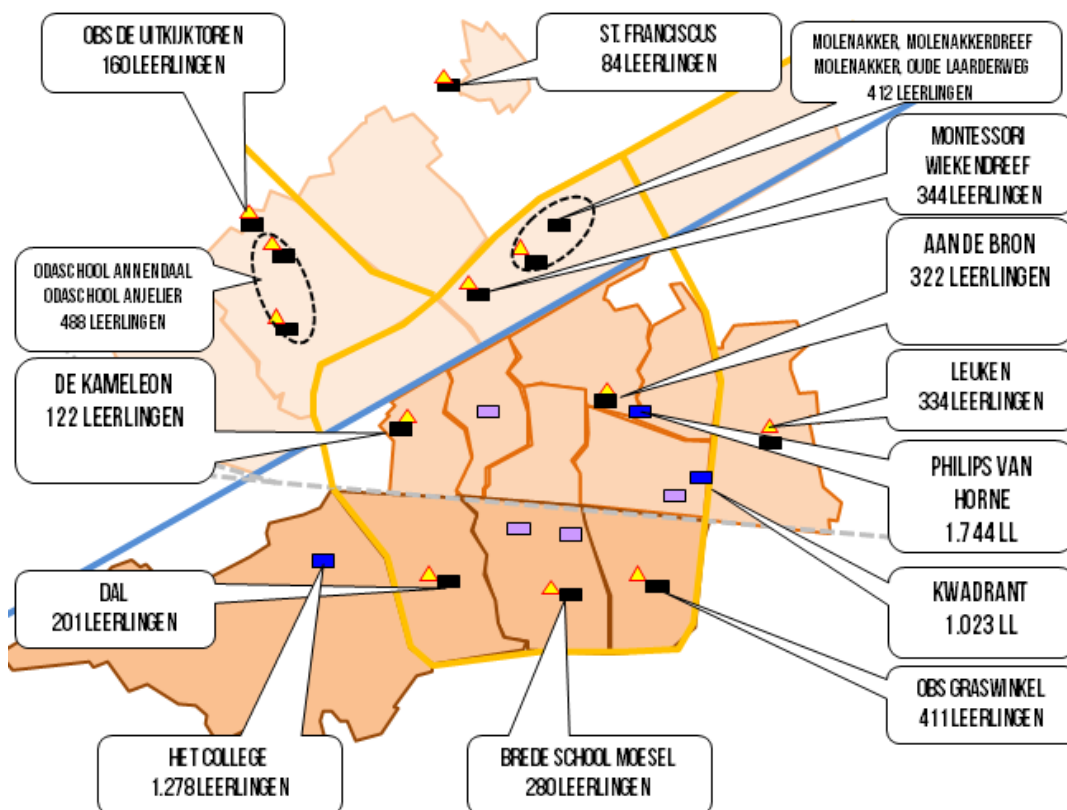 OBS DE UITKIJKTOREN
160 LEERLINGEN
ST. FRANCISCUS
84 LEERLINGEN
MOLENAKKER, MOLENAKKERDREEF
MOLENAKKER, OUDE LAARDERWEG
412 LEERLINGEN
MONTESSORI
WIEKENDREEF
344 LEERLINGEN
AAN DE BRON
322 LEERLINGEN
ODASCHOOL ANNENDAAL
ODASCHOOL ANJELIER
488 LEERLINGEN
DE KAMELEON
122 LEERLINGEN
LEUKEN
334 LEERLINGEN
PHILIPS VAN
HORNE
1.744 LL
DAL
201 LEERLINGEN
KWADRANT
1.023 LL
OBS GRASWINKEL
411 LEERLINGEN
HET COLLEGE
1.278 LEERLINGEN
BREDE SCHOOL MOESEL
280 LEERLINGEN